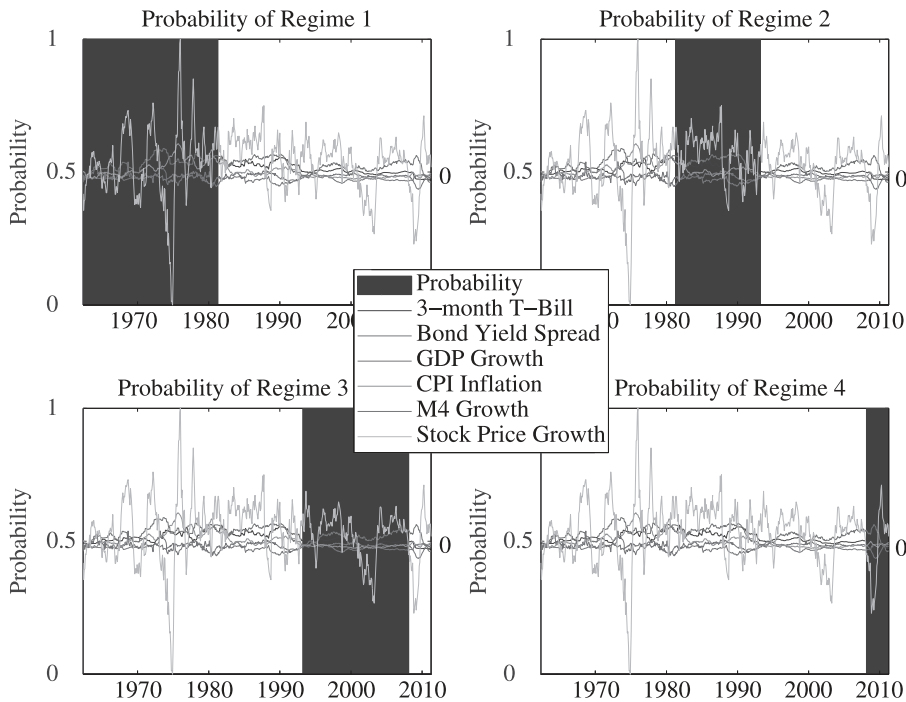 Probability of Regime 1
Probability of Regime 2
1
0.5
0
Probability
0
1970
1980
1990
1
0.5
0
Probability
0
1980
1990
2000
2010
Probability
3−month T−Bill
Bond Yield Spread
GDP Growth
CPI Inflation
M4 Growth
Stock Price Growth
Probability of Regime 3
Probability of Regime 4
1
0.5
0
Probability
0
1970
1980
1990
2000
2010
0.5
0
Probability
0
1970
1980
1990
2000
2010